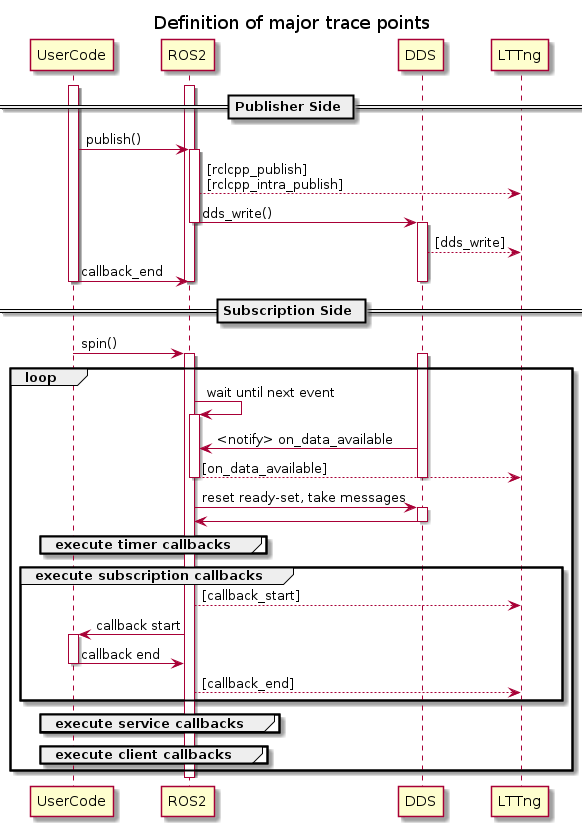 Definition of major trace points
UserCode ROS2 DDS LTTng
Publisher Side
publish()
[rclcpp_publish]
[rclcpp_intra_publish]
dds_write()
[dds_write]
callback_end
Subscription Side
spin()
loop
wait until next event
<notify> on_data_available
[on_data_available]
reset ready-set, take messages
execute timer callbacks
execute subscription callbacks
[callback_start]
callback start
callback end
[callback_end]
execute service callbacks
execute client callbacks
UserCode ROS2 DDS LTTng